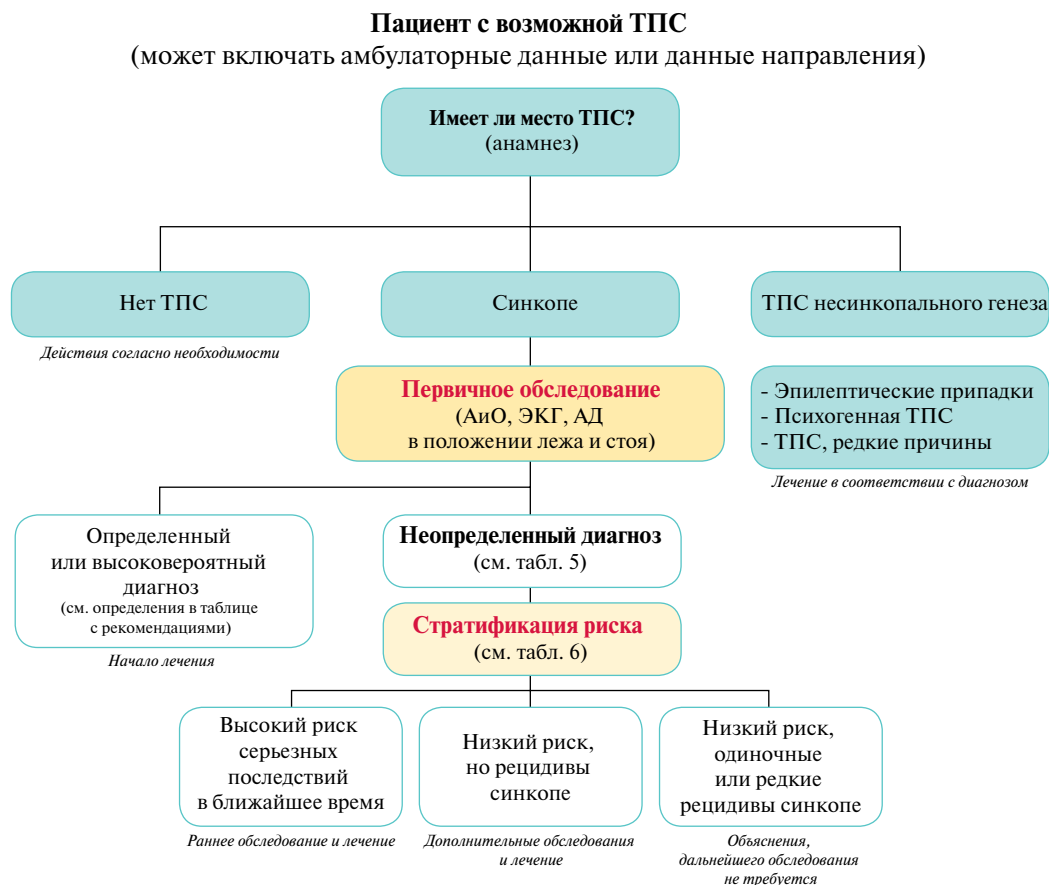 Пациент с возможной ТПС
(может включать амбулаторные данные или данные направления)
Имеет ли место ТПС?
(анамнез)
Нет ТПС
Действия согласно необходимости
Синкопе
ТПС несинкопального генеза
Первичное обследование
(АиО, ЭКГ, АД
в положении лежа и стоя)
- Эпилептические припадки
- Психогенная ТПС
- ТПС, редкие причины
Лечение в соответствии с диагнозом
Определенный
или высоковероятный
диагноз
(см. определения в таблице
с рекомендациями)
Начало лечения
Неопределенный диагноз
(см. табл. 5)
Стратификация риска
(см. табл. 6)
Высокий риск
серьезных
последствий
в ближайшее время
Раннее обследование и лечение
Низкий риск,
но рецидивы
синкопе
Дополнительные обследования
и лечение
Низкий риск,
одиночные
или редкие
рецидивы синкопе
Объяснения,
дальнейшего обследования
не требуется